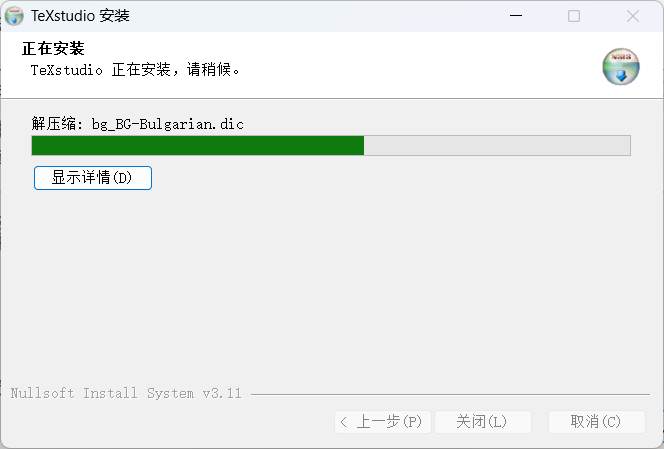 TeXstudio 安装
正在安装
TeXstudio 正在安装，请稍候。
解压缩: bg_BG-Bulgarian.dic
显示详情(D)
Nullsoft Install System v3.11
< 上一步(P)
关闭(L)
取消(C)